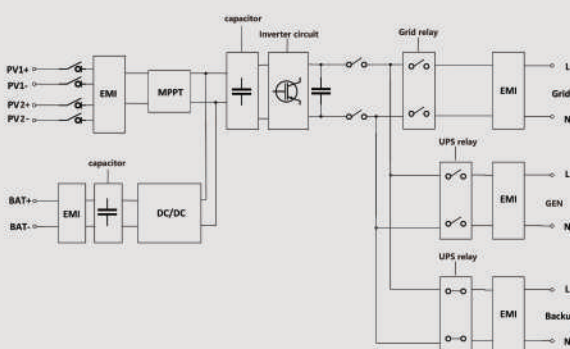 capacitor
Inverter circuit
Grid relay
PV1+
PV1-
PV2+
PV2-
EMI
MPPT
EMI
L
Grid
N
capacitor
BAT+
BAT-
EMI
DC/DC
UPS relay
EMI
L
GEN
N
UPS relay
EMI
L
Backu
N